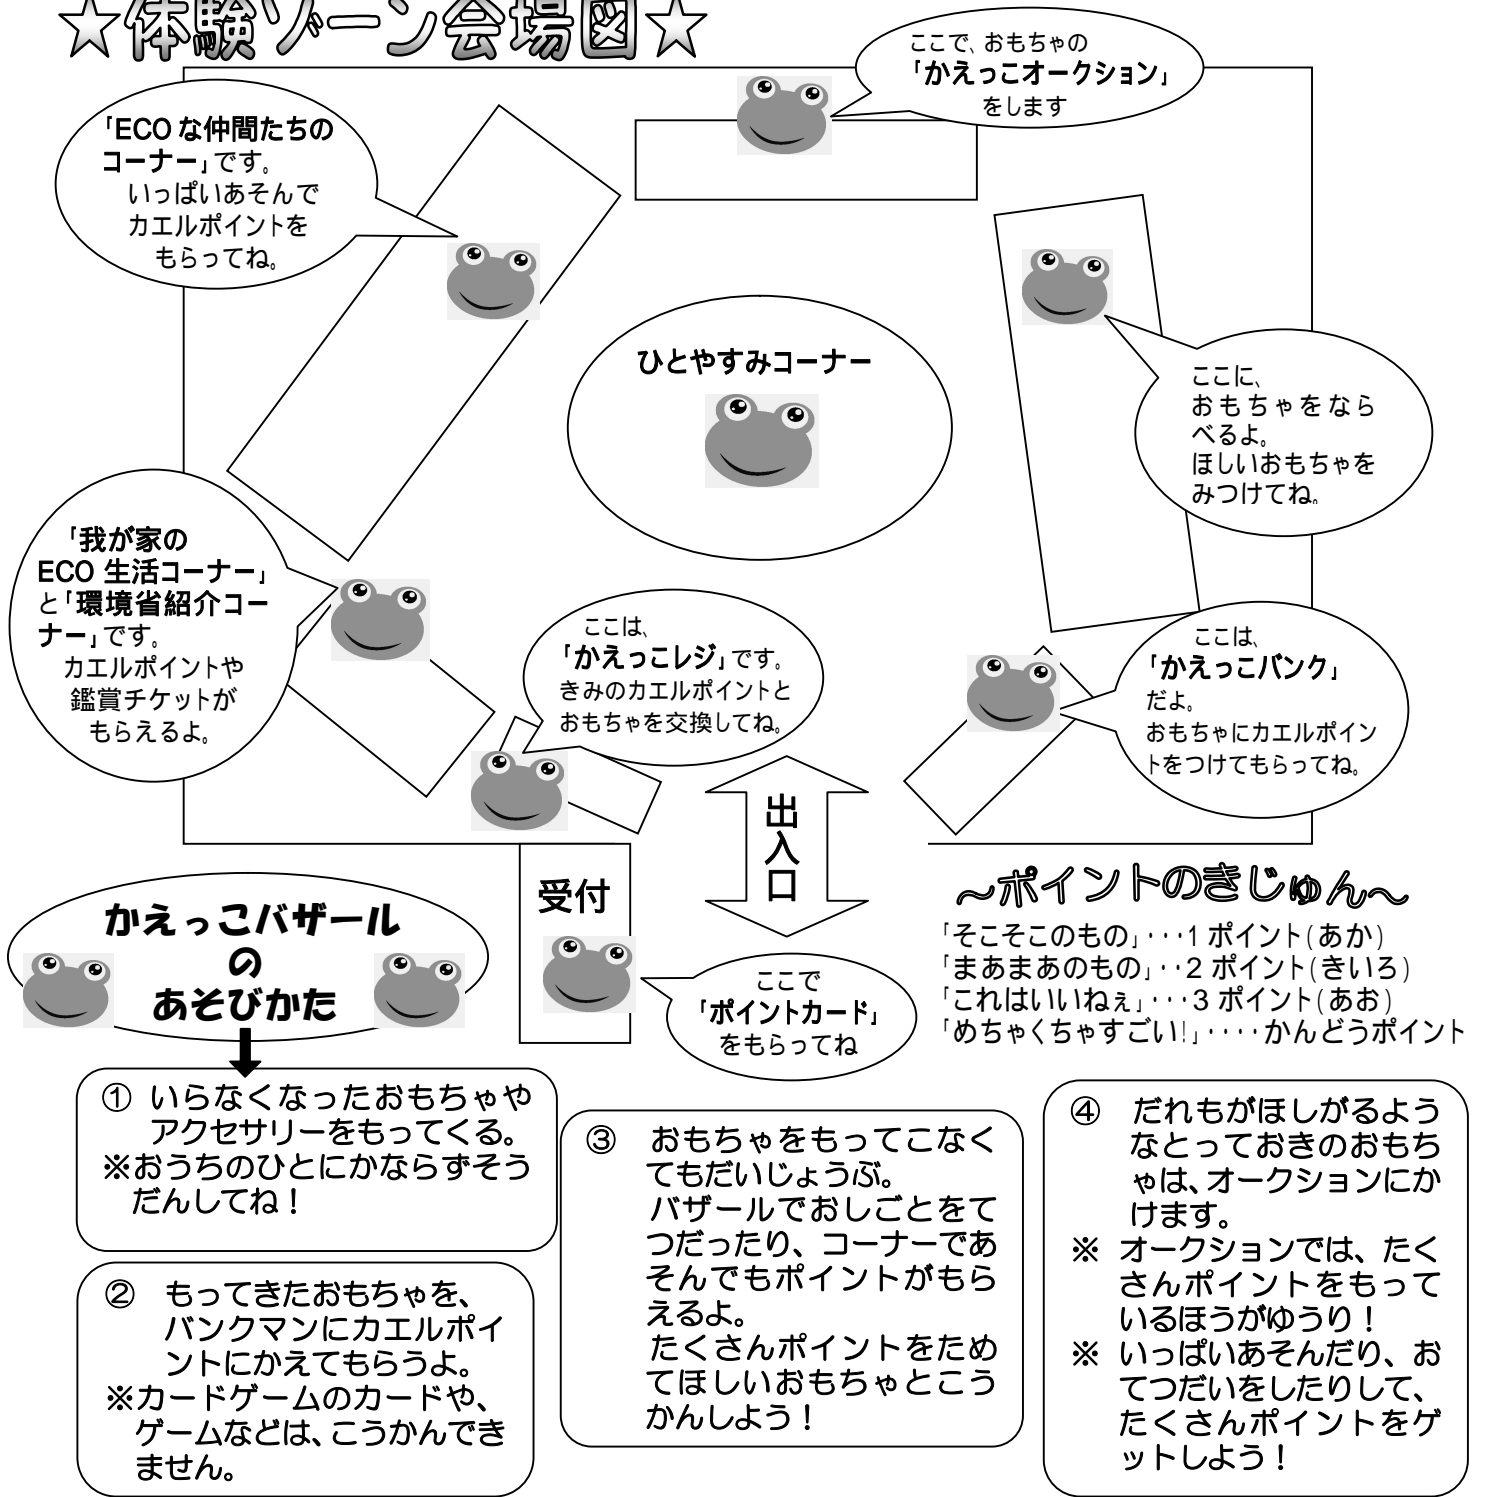 ★体験ゾーン会場図★
ここで、おもちゃの
「かえっこオークション」
をします
「ECOな仲間たちの
コーナー」です。
いっぱいあそんで
カエルポイントを
もらってね。
ひとやすみコーナー
ここに、
おもちゃをなら
べるよ。
ほしいおもちゃを
みつけてね。
「我が家の
ECO 生活コーナー」
と「環境省紹介コー
ナー」です。
カエルポイントや
鑑賞チケットが
もらえるよ。
ここは、
「かえっこレジ」です。
きみのカエルポイントと
おもちゃを交換してね。
ここは、
「かえっこバンク」
だよ。
おもちゃにカエルポイン
トをつけてもらってね。
出入口
受付
ここで
「ポイントカード」
をもらってね
～ポイントのきじゅん～
「そこそこのもの」・・・1 ポイント(あか)
「まあまあのもの」・・2 ポイント(きいろ)
「これはいいねぇ」・・・3 ポイント(あお)
「めちゃくちゃすごい!」・・・・かんどうポイント
かえっこバザール
の
あそびかた
① いらなくなったおもちゃや
アクセサリーをもってくる。
※おうちのひとにかならずそう
だんしてね！
② もってきたおもちゃを、
バンクマンにカエルポイ
ントにかえてもらうよ。
※カードゲームのカードや、
ゲームなどは、こうかんでき
ません。
③ おもちゃをもってこなく
てもだいじょうぶ。
バザールでおしごとをて
つだったり、コーナーであ
そんでもポイントがもら
えるよ。
たくさんポイントをため
てほしいおもちゃとこう
かんしよう！
④ だれもがほしがるよう
なとっておきのおもち
ゃは、オークションにか
けます。
※ オークションでは、たく
さんポイントをもって
いるほうがゆうり！
※ いっぱいあそんだり、お
てつだいをしたりして、
たくさんポイントをゲ
ットしよう！